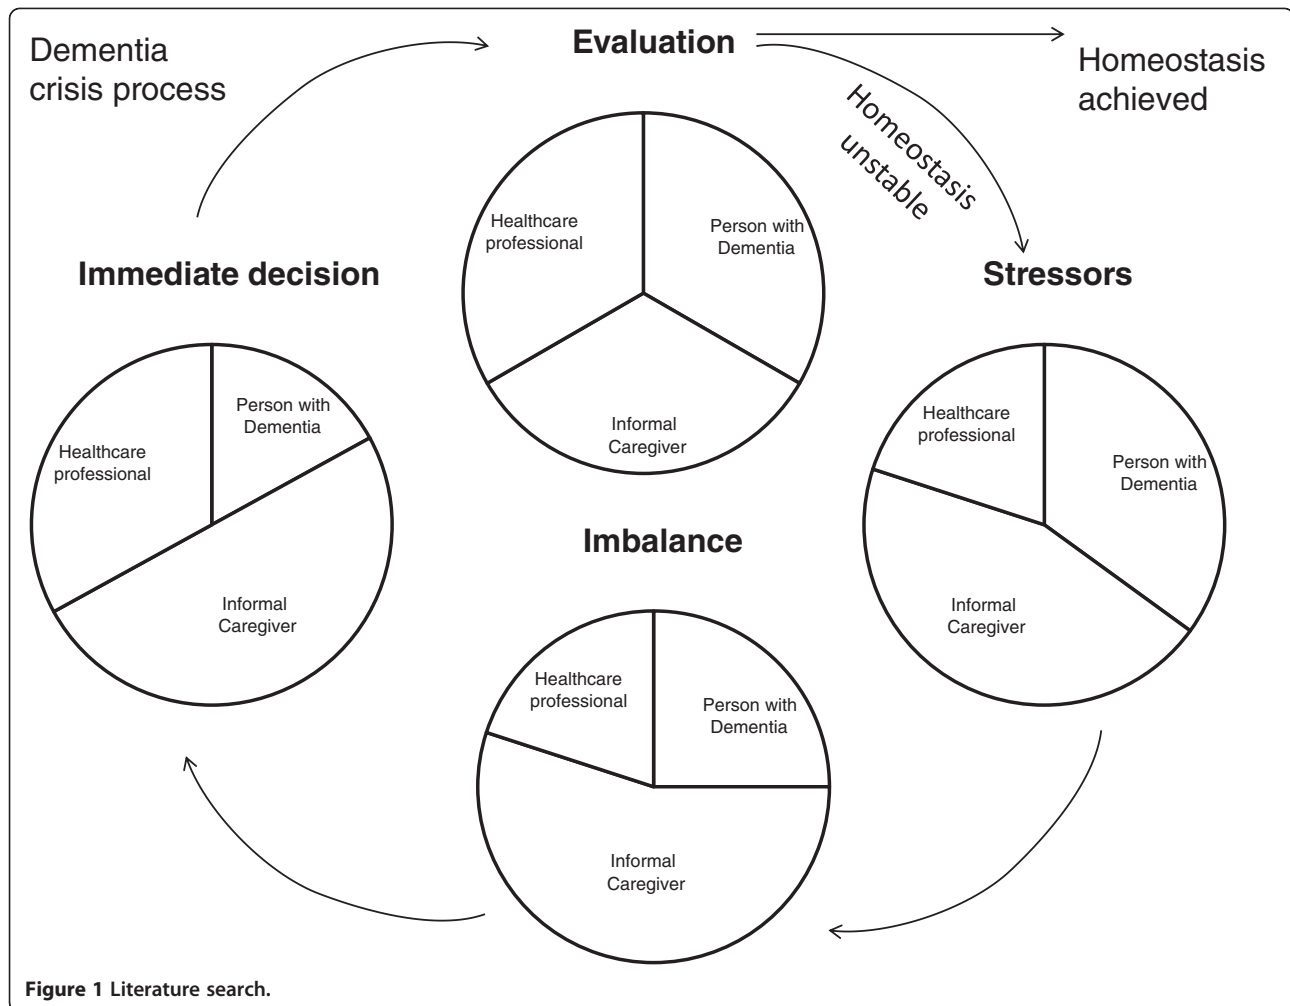 Dementia
crisis process
Evaluation
Homeostasis
achieved
Homeostasis
unstable
Healthcare
professional
Person with
Dementia
Informal
Caregiver
Immediate decision
Person with
Dementia
Healthcare
professional
Informal
Caregiver
Stressors
Healthcare
professional
Person with
Dementia
Informal
Caregiver
Imbalance
Healthcare
professional
Person with
Dementia
Informal
Caregiver
Figure 1 Literature search.